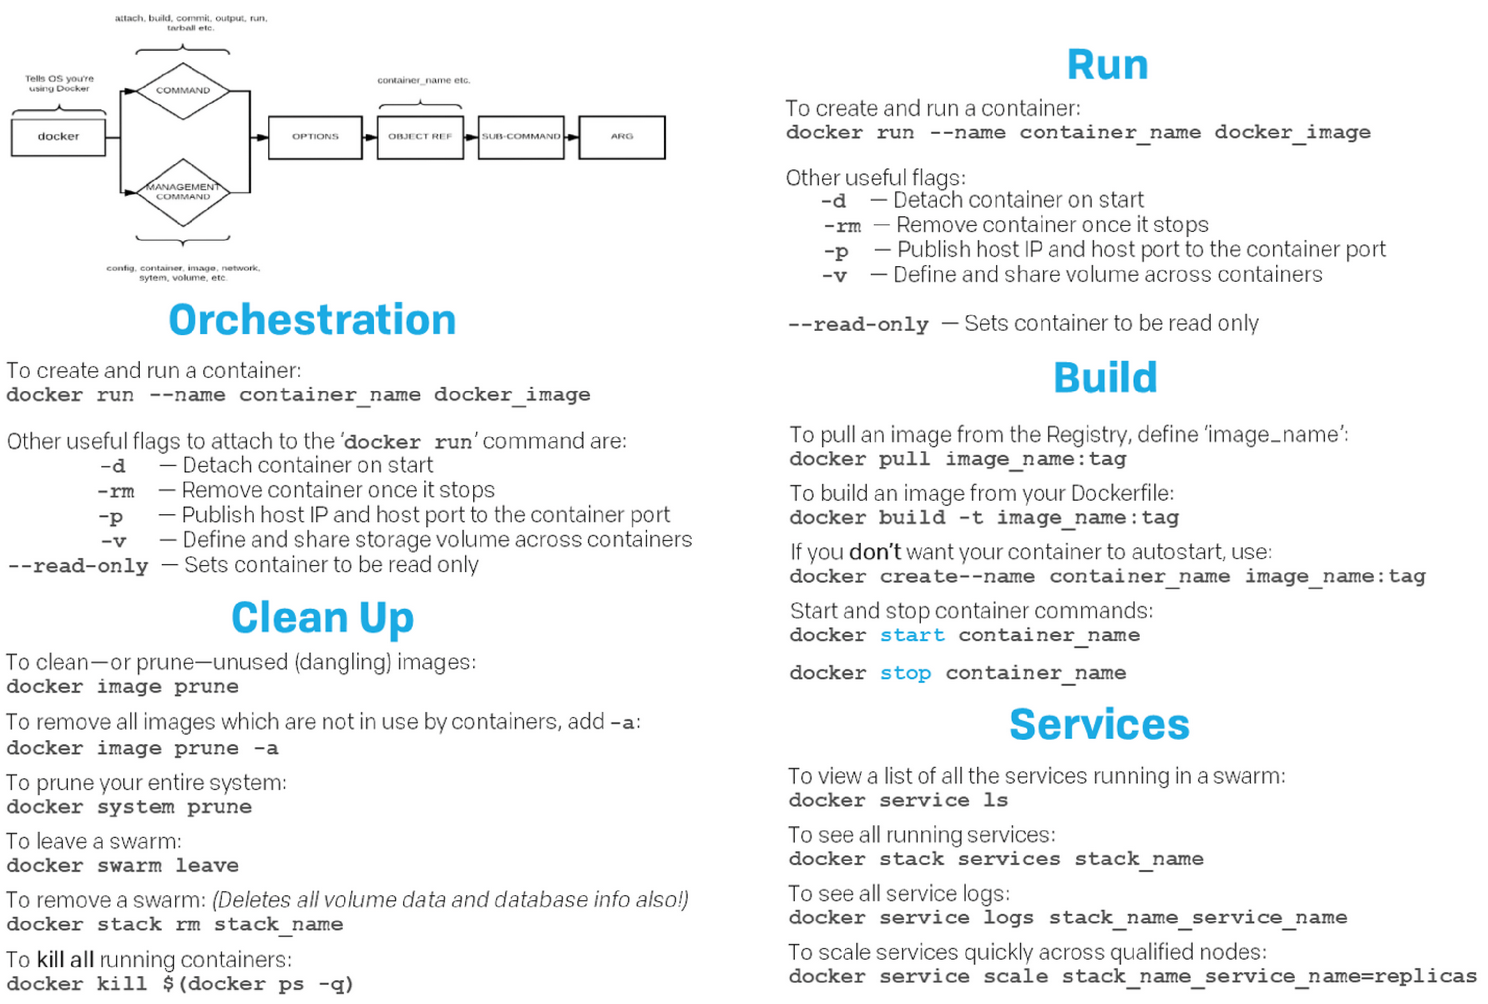 attach, build, commit, output, run,
tarball etc.
Tells OS you're
using Docker
docker
COMMAND
MANAGEMENT
COMMAND
config, container, image, network,
sytem, volume, etc.
OPTIONS
container_name etc.
OBJECT REF
SUB-COMMAND
ARG
Orchestration
To create and run a container:
docker run --name container_name docker_image
Other useful flags to attach to the 'docker run' command are:
-d — Detach container on start
-rm — Remove container once it stops
-p — Publish host IP and host port to the container port
-v — Define and share storage volume across containers
--read-only — Sets container to be read only
Clean Up
To clean—or prune—unused (dangling) images:
docker image prune
To remove all images which are not in use by containers, add -a:
docker image prune -a
To prune your entire system:
docker system prune
To leave a swarm:
docker swarm leave
To remove a swarm: (Deletes all volume data and database info also!)
docker stack rm stack_name
To kill all running containers:
docker kill $(docker ps -q)
Run
To create and run a container:
docker run --name container_name docker_image
Other useful flags:
-d — Detach container on start
-rm — Remove container once it stops
-p — Publish host IP and host port to the container port
-v — Define and share volume across containers
--read-only — Sets container to be read only
Build
To pull an image from the Registry, define 'image_name':
docker pull image_name:tag
To build an image from your Dockerfile:
docker build -t image_name:tag
If you don't want your container to autostart, use:
docker create--name container_name image_name:tag
Start and stop container commands:
docker start container_name
docker stop container_name
Services
To view a list of all the services running in a swarm:
docker service ls
To see all running services:
docker stack services stack_name
To see all service logs:
docker service logs stack_name_service_name
To scale services quickly across qualified nodes:
docker service scale stack_name_service_name=replicas